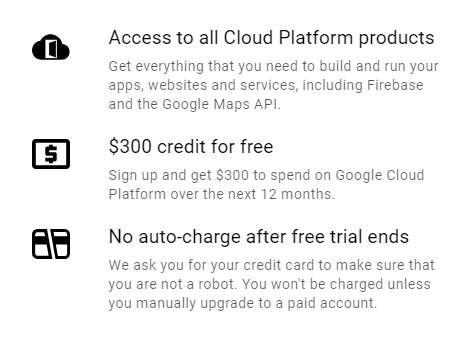 Access to all Cloud Platform products
Get everything that you need to build and run your
apps, websites and services, including Firebase
and the Google Maps API.
$300 credit for free
Sign up and get $300 to spend on Google Cloud
Platform over the next 12 months.
No auto-charge after free trial ends
We ask you for your credit card to make sure that
you are not a robot. You won't be charged unless
you manually upgrade to a paid account.